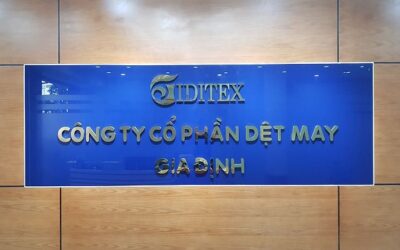 GIDITEX
CÔNG TY CỔ PHẦN DỆT MAY
GIA ĐỊNH